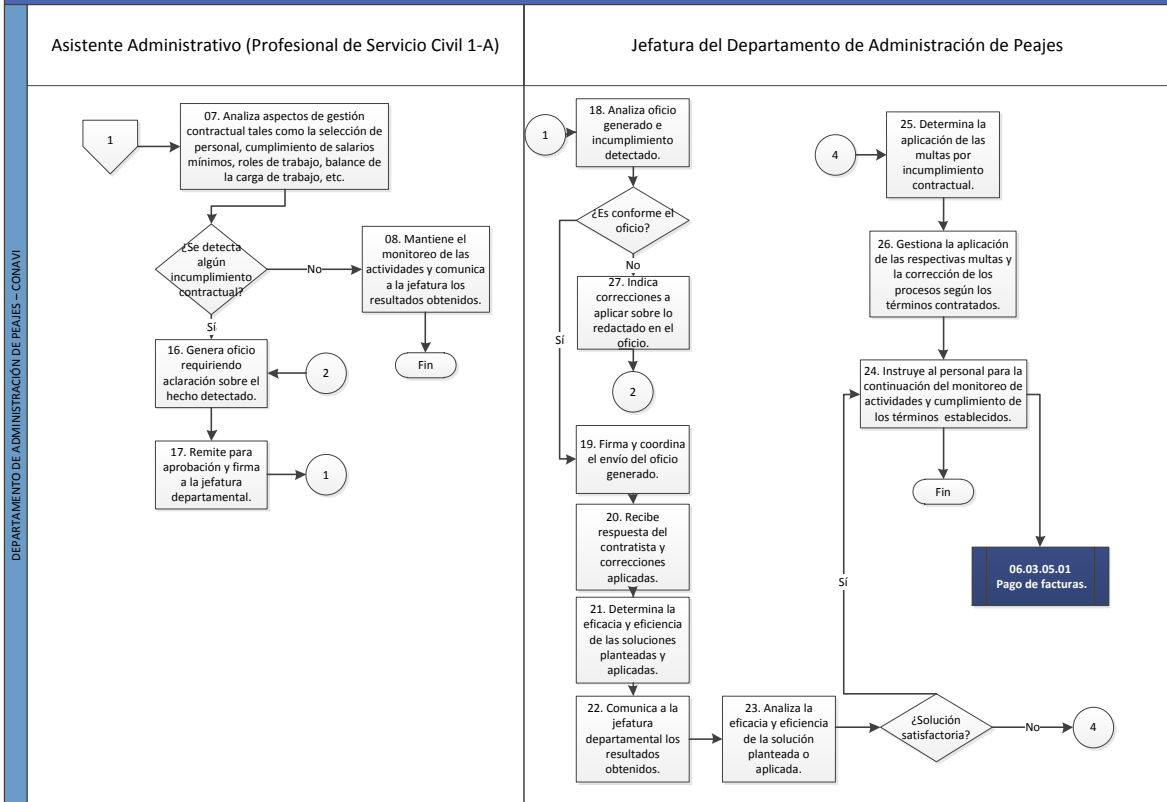 Asistente Administrativo (Profesional de Servicio Civil 1-A)
Jefatura del Departamento de Administración de Peajes
DEPARTAMENTO DE ADMINISTRACIÓN DE PEAJES – CONAVI
1
07. Analiza aspectos de gestión
contractual tales como la selección de
personal, cumplimiento de salarios
mínimos, roles de trabajo, balance de
la carga de trabajo, etc.
¿Se detecta
algún
incumplimiento
contractual?
No
08. Mantiene el
monitoreo de las
actividades y comunica
a la jefatura los
resultados obtenidos.
Fin
Sí
16. Genera oficio
requiriendo
aclaración sobre el
hecho detectado.
2
17. Remite para
aprobación y firma
a la jefatura
departamental.
1
1
18. Analiza oficio
generado e
incumplimiento
detectado.
¿Es conforme el
oficio?
No
Sí
27. Indica
correcciones a
aplicar sobre lo
redactado en el
oficio.
2
19. Firma y coordina
el envío del oficio
generado.
20. Recibe
respuesta del
contratista y
correcciones
aplicadas.
21. Determina la
eficacia y eficiencia
de las soluciones
planteadas y
aplicadas.
22. Comunica a la
jefatura
departamental los
resultados
obtenidos.
23. Analiza la
eficacia y eficiencia
de la solución
planteada o
aplicada.
¿Solución
satisfactoria?
No
4
Sí
4
25. Determina la
aplicación de las
multas por
incumplimiento
contractual.
26. Gestiona la aplicación
de las respectivas multas y
la corrección de los
procesos según los
términos contratados.
24. Instruye al personal para la
continuación del monitoreo de
actividades y cumplimiento de
los términos establecidos.
Fin
06.03.05.01
Pago de facturas.